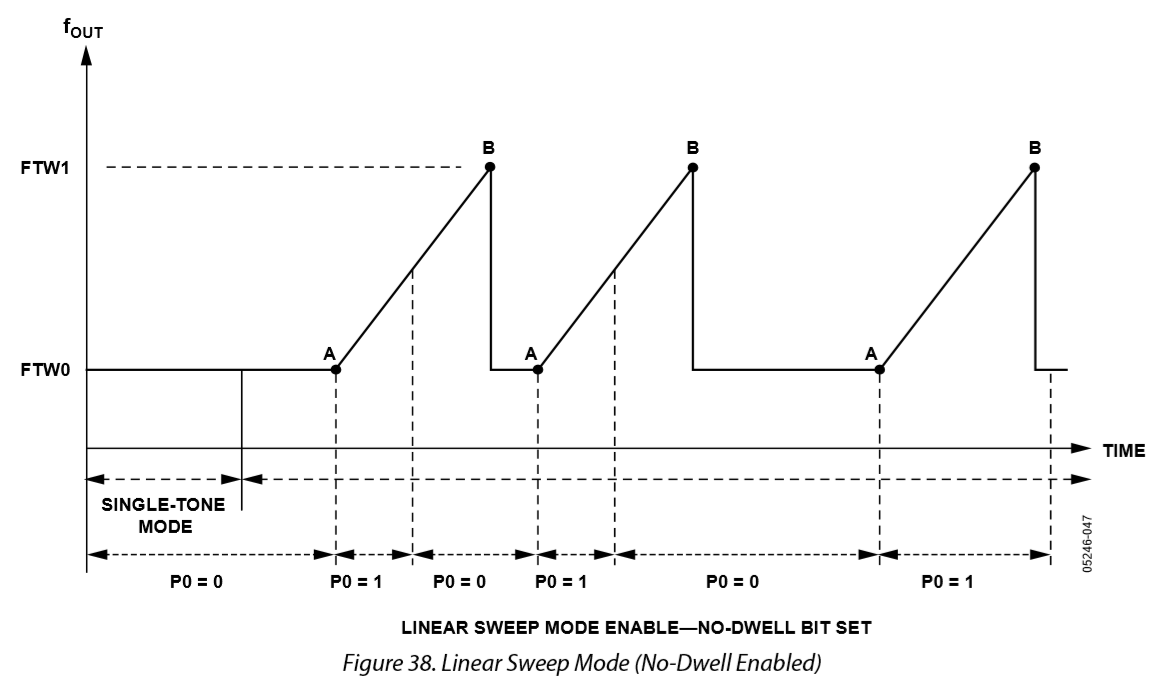 fOUT
B B B
FTW1
A A A
FTW0
TIME
SINGLE-TONE
MODE
05246-047
P0 = 0 P0 = 1 P0 = 0 P0 = 1 P0 = 0 P0 = 1
LINEAR SWEEP MODE ENABLE—NO-DWELL BIT SET
Figure 38. Linear Sweep Mode (No-Dwell Enabled)